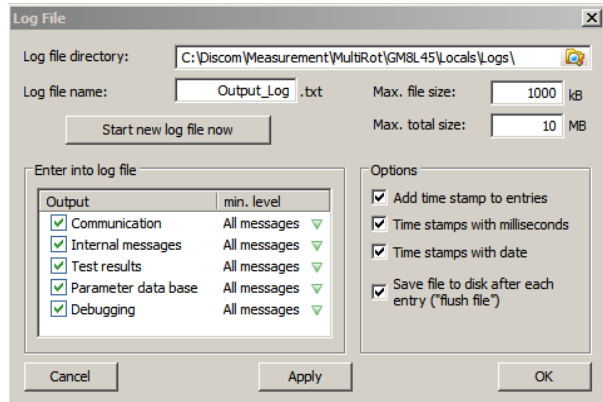 Log File
Log file directory: C:\Discom\Measurement\MultiRot\GM8L45\Locals\Logs\
Log file name: Output_Log .txt Max. file size: 1000 kB
Start new log file now Max. total size: 10 MB
Enter into log file Options
Output min. level
Add time stamp to entries
Communication All messages
Time stamps with milliseconds
Internal messages All messages
Time stamps with date
Test results All messages
Parameter data base All messages
Save file to disk after each
entry ("flush file")
Debugging All messages
Cancel Apply OK